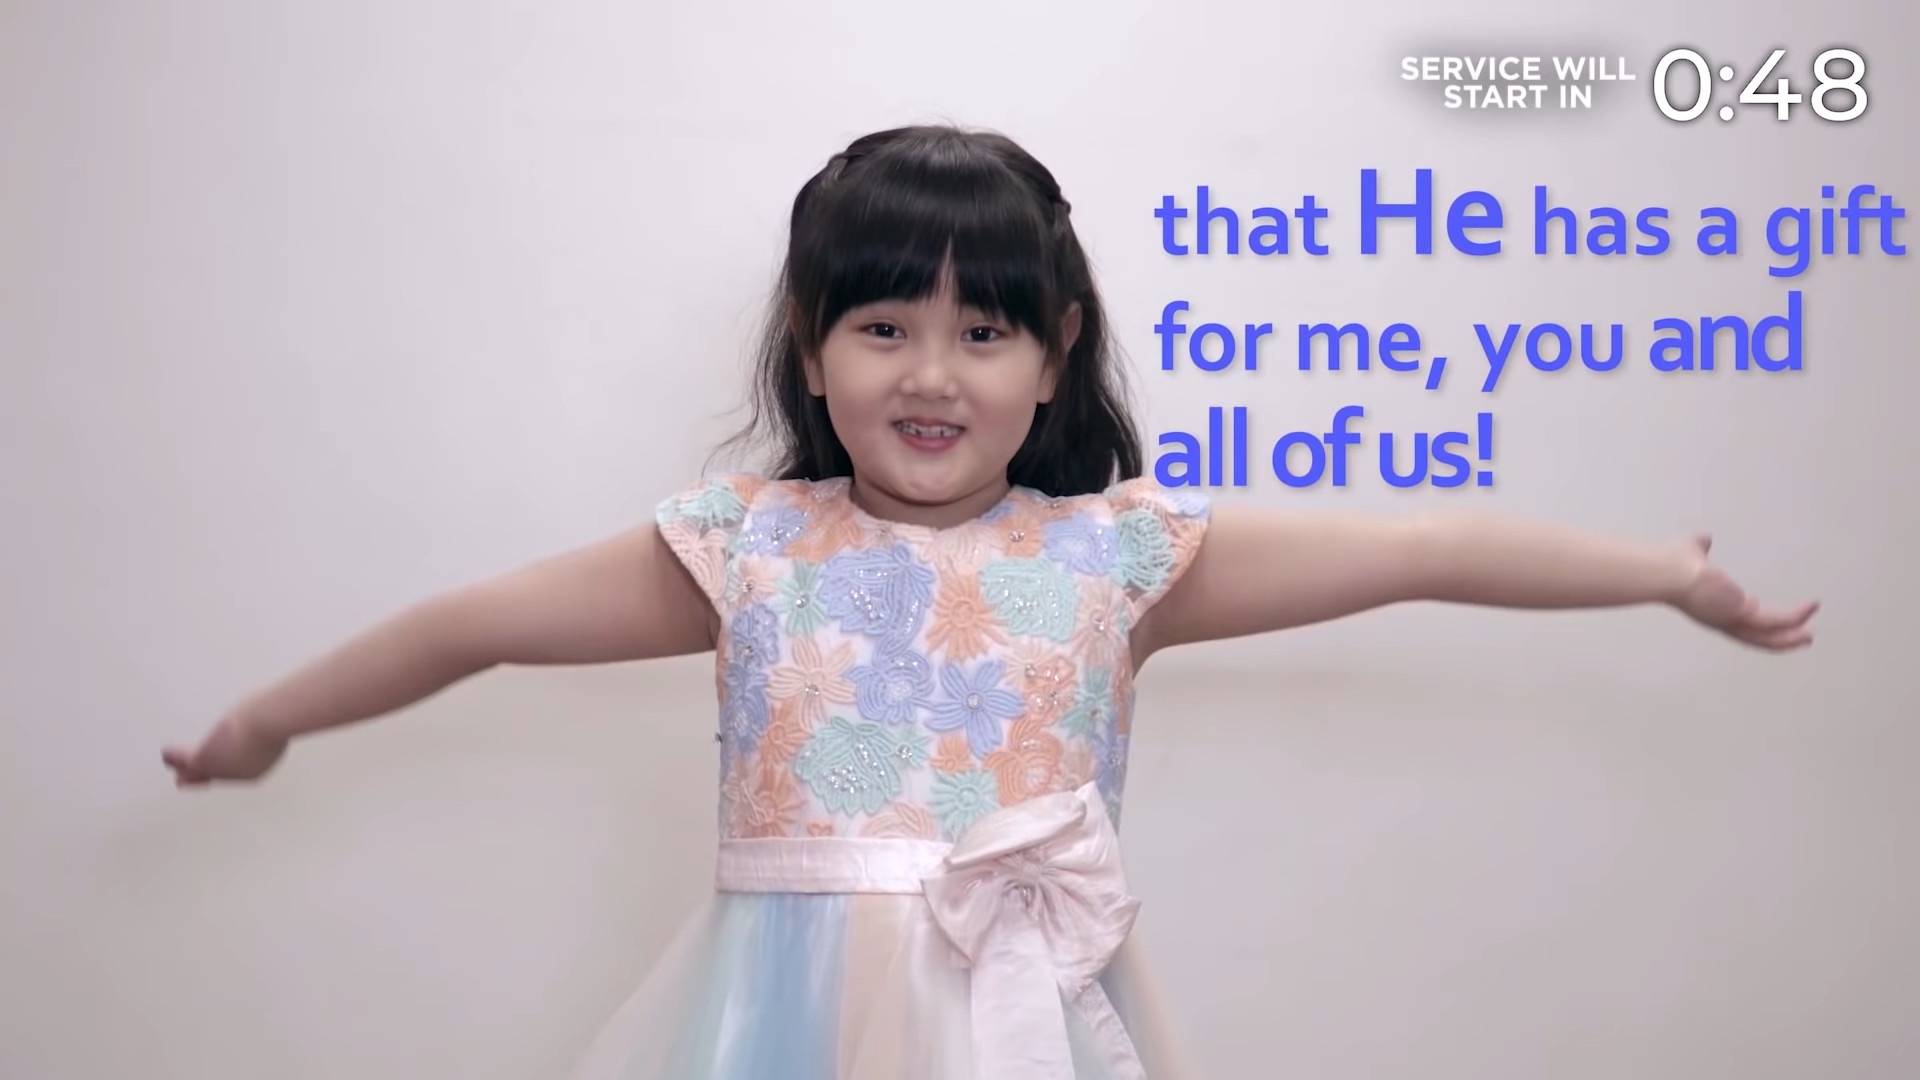 SERVICE WILL
START IN
0:48
that He has a gift
for me, you and
all of us!